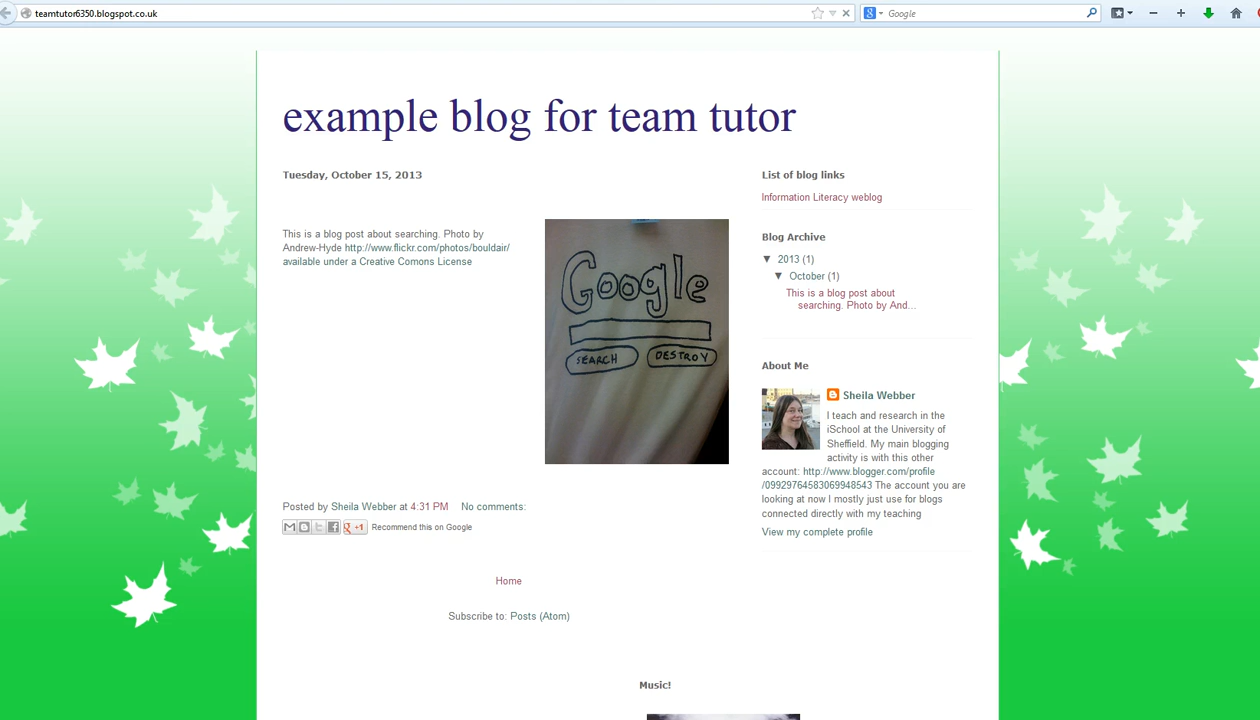 teamtutor6350.blogspot.co.uk
Google
example blog for team tutor
Tuesday, October 15, 2013
This is a blog post about searching. Photo by
Andrew-Hyde http://www.flickr.com/photos/bouldair/
available under a Creative Comons License
Google
SEARCH
DESTROY
Posted by Sheila Webber at 4:31 PM No comments:
+1 Recommend this on Google
Home
Subscribe to: Posts (Atom)
Music!
List of blog links
Information Literacy weblog
Blog Archive
▼ 2013 (1)
▼ October (1)
This is a blog post about
searching. Photo by And...
About Me
Sheila Webber
I teach and research in the
iSchool at the University of
Sheffield. My main blogging
activity is with this other
account: http://www.blogger.com/profile
/09929764583069948543 The account you are
looking at now I mostly just use for blogs
connected directly with my teaching
View my complete profile